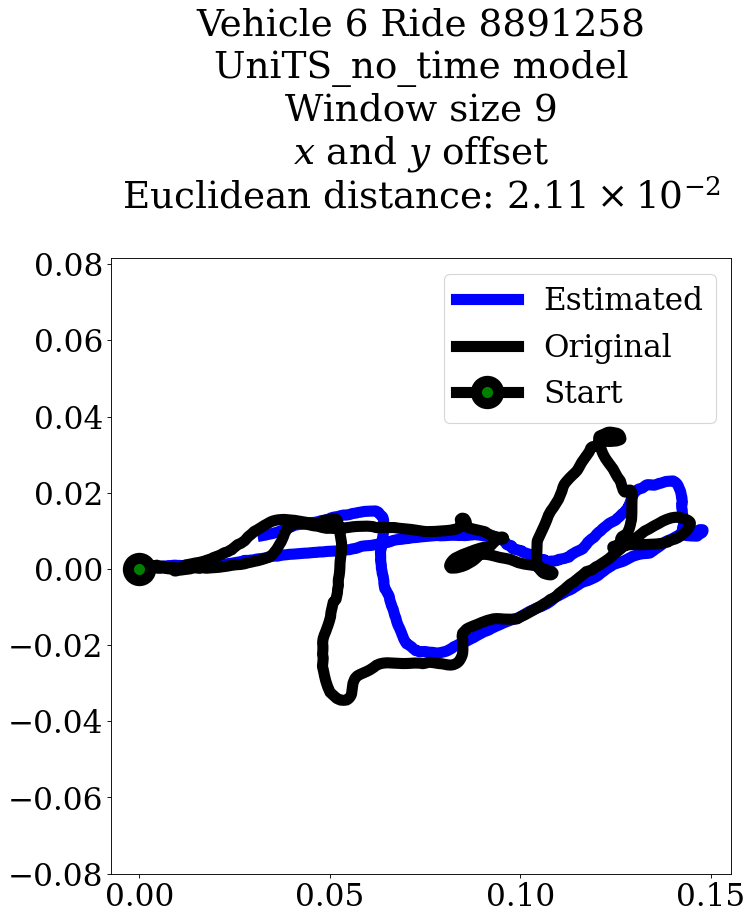 Vehicle 6 Ride 8891258
UniTS_no_time model
Window size 9
x and y offset
Euclidean distance: 2.11 × 10⁻²
Estimated
Original
Start
0.08
0.06
0.04
0.02
0.00
−0.02
−0.04
−0.06
−0.08
0.00 0.05 0.10 0.15